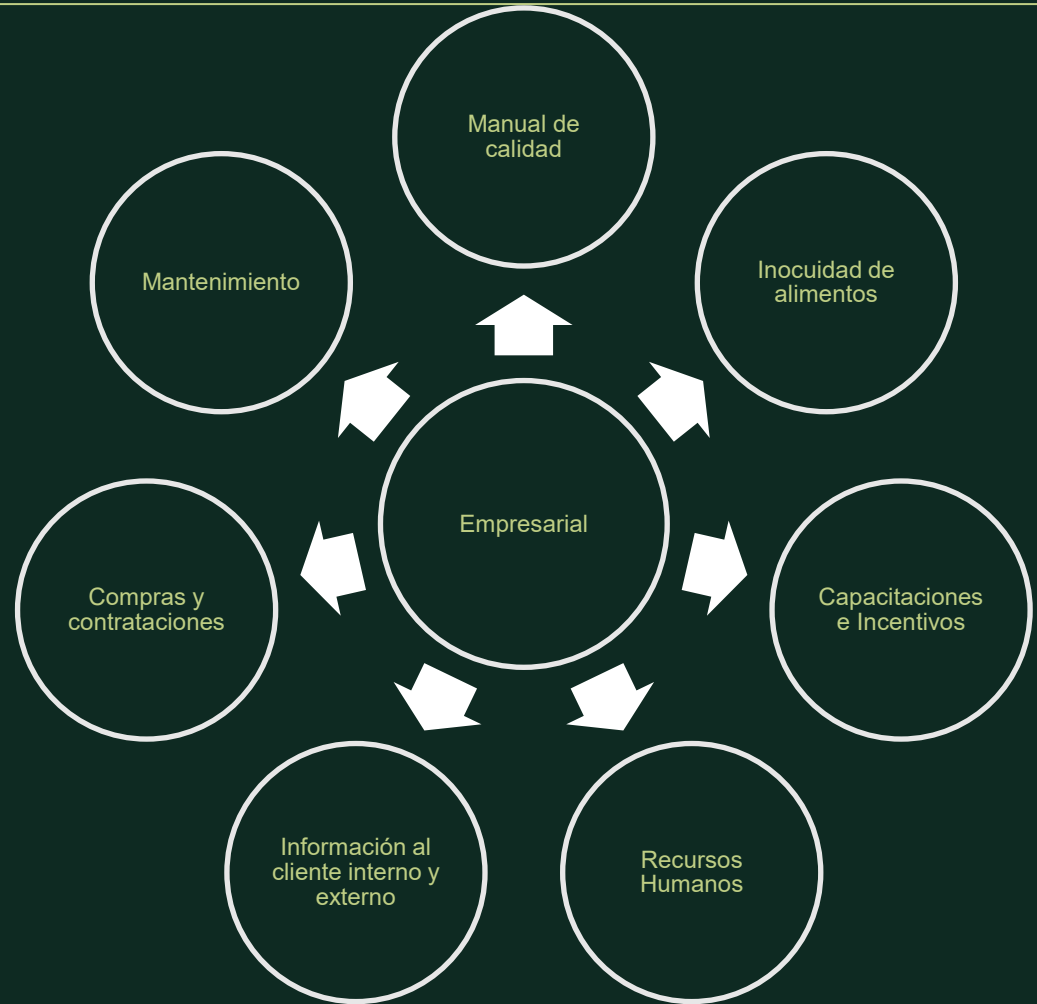 Manual de
calidad
Inocuidad de
alimentos
Capacitaciones
e Incentivos
Recursos
Humanos
Información al
cliente interno y
externo
Compras y
contrataciones
Mantenimiento
Empresarial